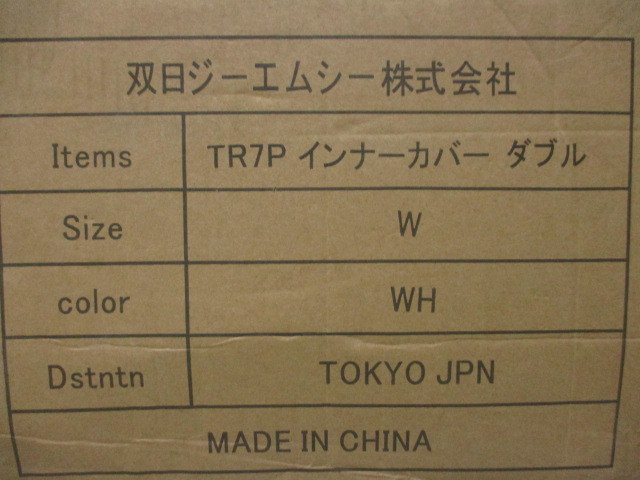 双日ジーエムシー株式会社
Items TR7P インナーカバー ダブル
Size W
color WH
Dstntn TOKYO JPN
MADE IN CHINA